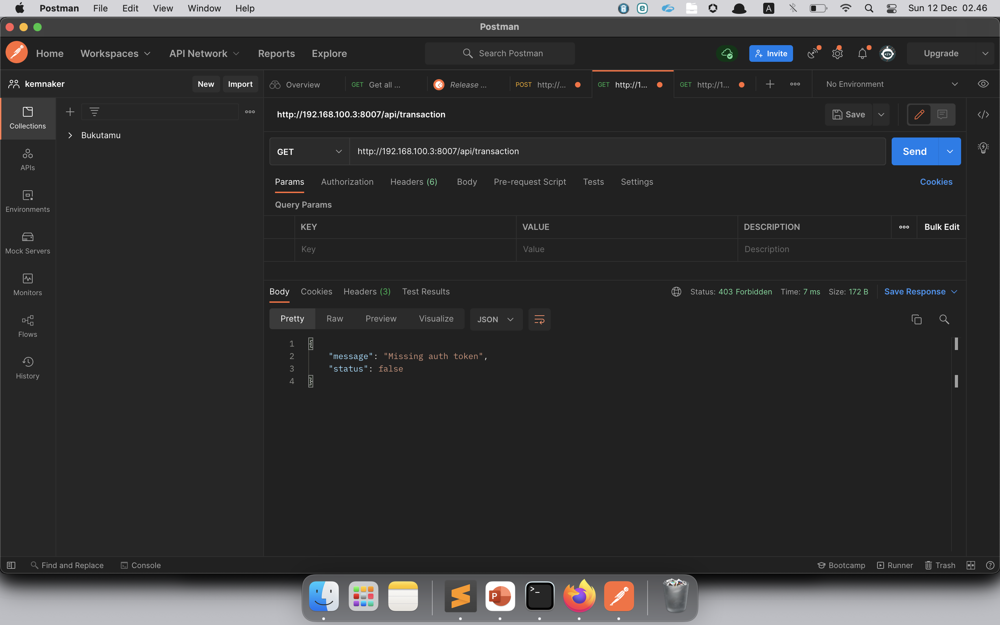 Postman File Edit View Window Help
A
Sun 12 Dec 02.46
Postman
Home Workspaces API Network Reports Explore
Search Postman
Invite
Upgrade
kemnaker
New Import
Overview
GET Get all ...
Release ...
POST http://...
GET http://1...
GET http://1...
No Environment
Collections
APIs
Environments
Mock Servers
Monitors
Flows
History
Bukutamu
http://192.168.100.3:8007/api/transaction
Save
GET http://192.168.100.3:8007/api/transaction
Send
Params Authorization Headers (6) Body Pre-request Script Tests Settings
Cookies
Query Params
KEY VALUE DESCRIPTION Bulk Edit
Key Value Description
Body Cookies Headers (3) Test Results
Status: 403 Forbidden Time: 7 ms Size: 172 B Save Response
Pretty Raw Preview Visualize JSON
1 {
2 "message": "Missing auth token",
3 "status": false
4 }
Find and Replace Console
Bootcamp Runner Trash
P
>_